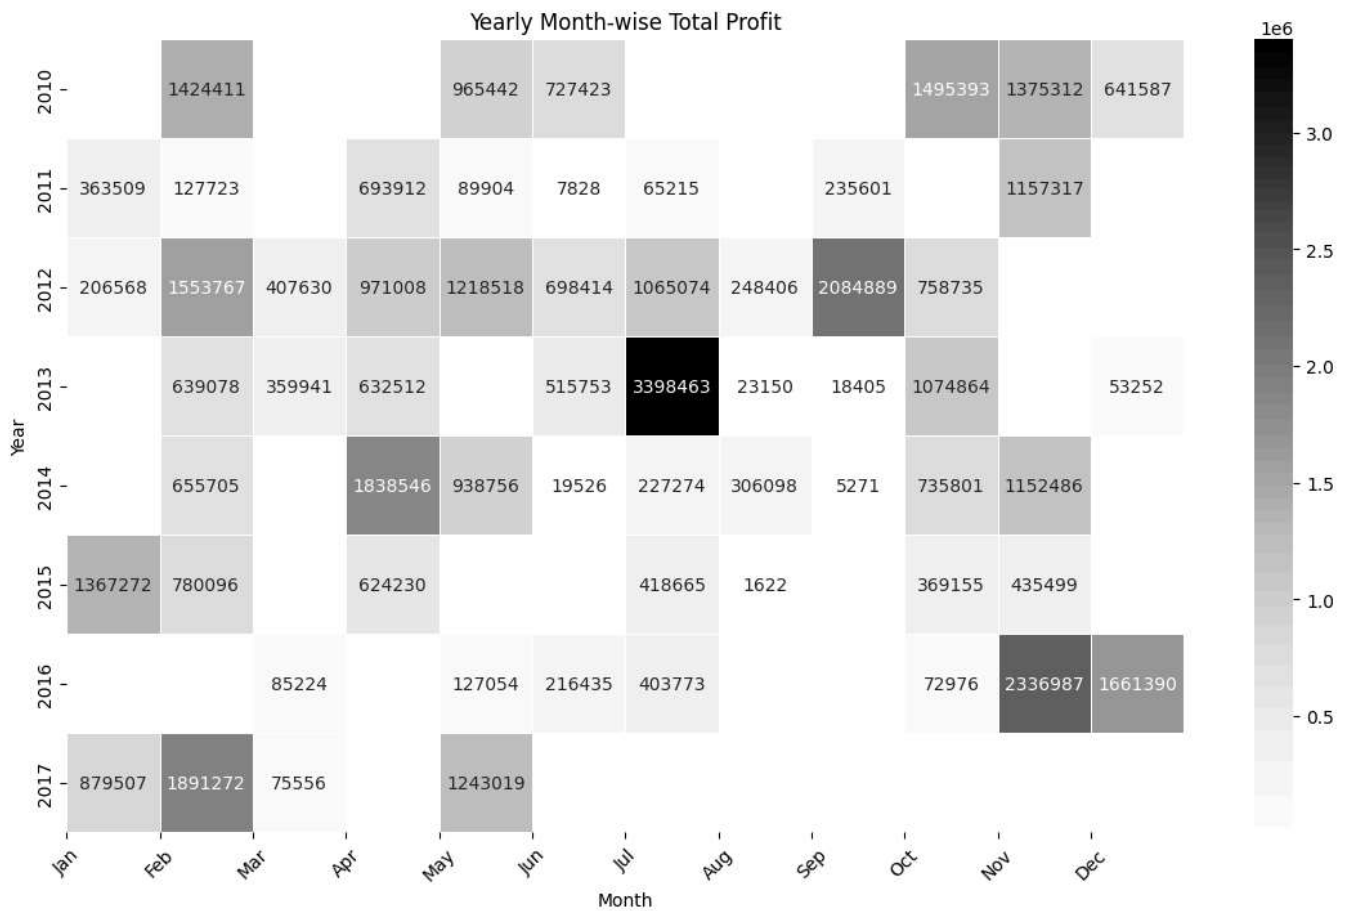 Yearly Month-wise Total Profit
1e6
2010 1424411 965442 727423 1495393 1375312 641587
2011 363509 127723 693912 89904 7828 65215 235601 1157317
2012 206568 1553767 407630 971008 1218518 698414 1065074 248406 2084889 758735
2013 639078 359941 632512 515753 3398463 23150 18405 1074864 53252
2014 655705 1838546 938756 19526 227274 306098 5271 735801 1152486
2015 1367272 780096 624230 418665 1622 369155 435499
2016 85224 127054 216435 403773 72976 2336987 1661390
2017 879507 1891272 75556 1243019
Year
Jan Feb Mar Apr May Jun Jul Aug Sep Oct Nov Dec
Month
3.0
2.5
2.0
1.5
1.0
0.5